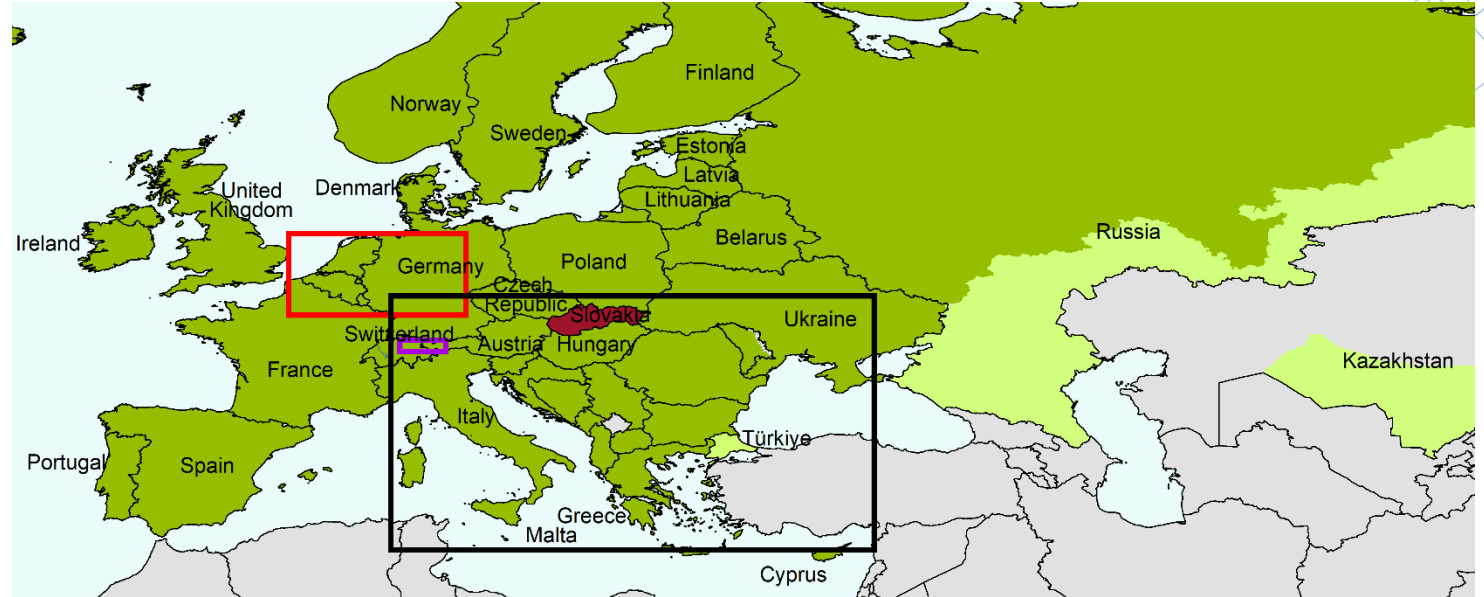 Finland
Norway
Sweden
Estonia
Latvia
Denmark
United
Kingdom
Lithuania
Ireland
Belarus
Russia
Germany
Poland
Czech
Republic
Slovakia
Ukraine
Switzerland
Austria
Hungary
France
Kazakhstan
Italy
Türkiye
Portugal
Spain
Greece
Malta
Cyprus